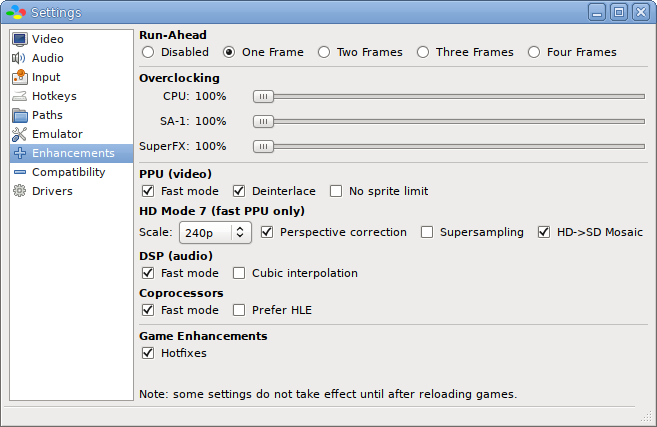 Settings
Video
Audio
Input
Hotkeys
Paths
Emulator
Enhancements
Compatibility
Drivers
Run-Ahead
Disabled One Frame Two Frames Three Frames Four Frames
Overclocking
CPU: 100%
SA-1: 100%
SuperFX: 100%
PPU (video)
Fast mode Deinterlace No sprite limit
HD Mode 7 (fast PPU only)
Scale: 240p Perspective correction Supersampling HD->SD Mosaic
DSP (audio)
Fast mode Cubic interpolation
Coprocessors
Fast mode Prefer HLE
Game Enhancements
Hotfixes
Note: some settings do not take effect until after reloading games.